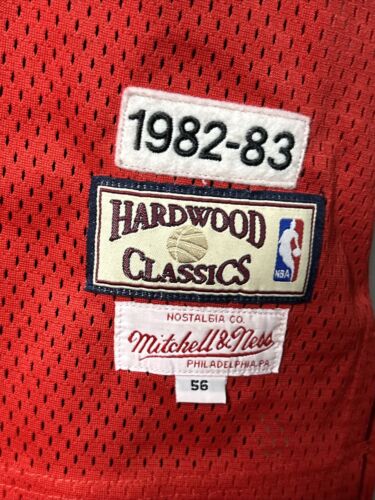 1982-83
HARDWOOD
CLASSICS
NBA
NOSTALGIA CO.
Mitchell & Ness
PHILADELPHIA, PA
56